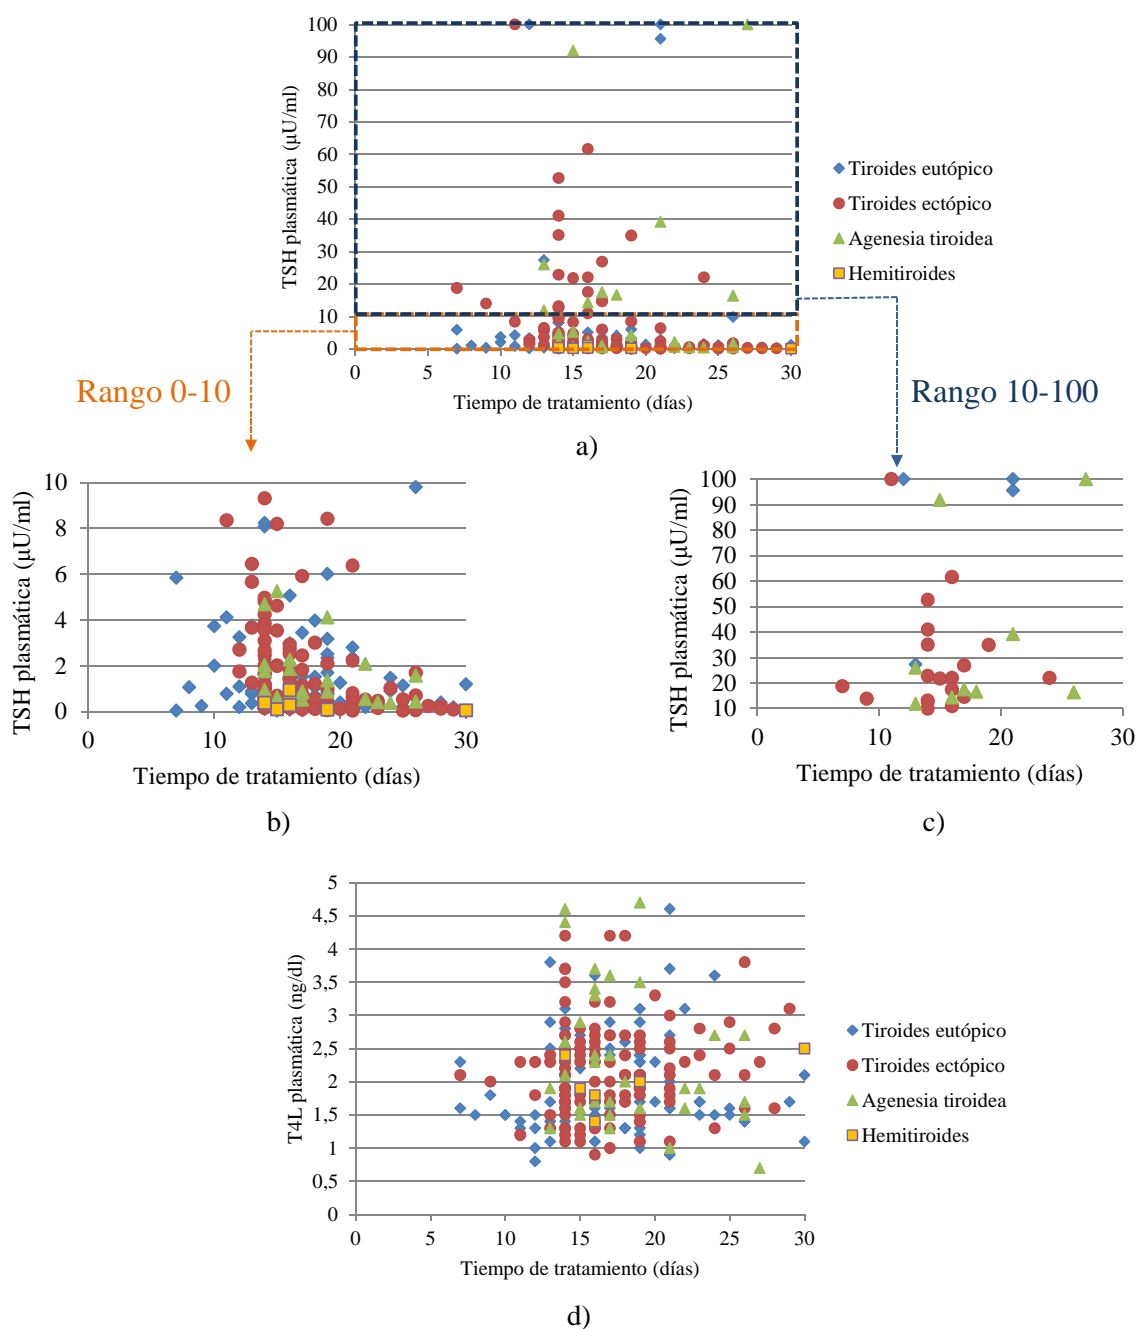 100
90
80
70
60
50
40
30
20
10
0
TSH plasmática (µU/ml)
0 5 10 15 20 25 30
Tiempo de tratamiento (días)
Tiroides eutópico
Tiroides ectópico
Agenesia tiroidea
Hemitiroides
a)
Rango 0-10
Rango 10-100
10
8
6
4
2
0
TSH plasmática (µU/ml)
0 10 20 30
Tiempo de tratamiento (días)
b)
100
90
80
70
60
50
40
30
20
10
TSH plasmática (µU/ml)
0 10 20 30
Tiempo de tratamiento (días)
c)
5
4,5
4
3,5
3
2,5
2
1,5
1
0,5
0
T4L plasmática (ng/dl)
0 5 10 15 20 25 30
Tiempo de tratamiento (días)
Tiroides eutópico
Tiroides ectópico
Agenesia tiroidea
Hemitiroides
d)